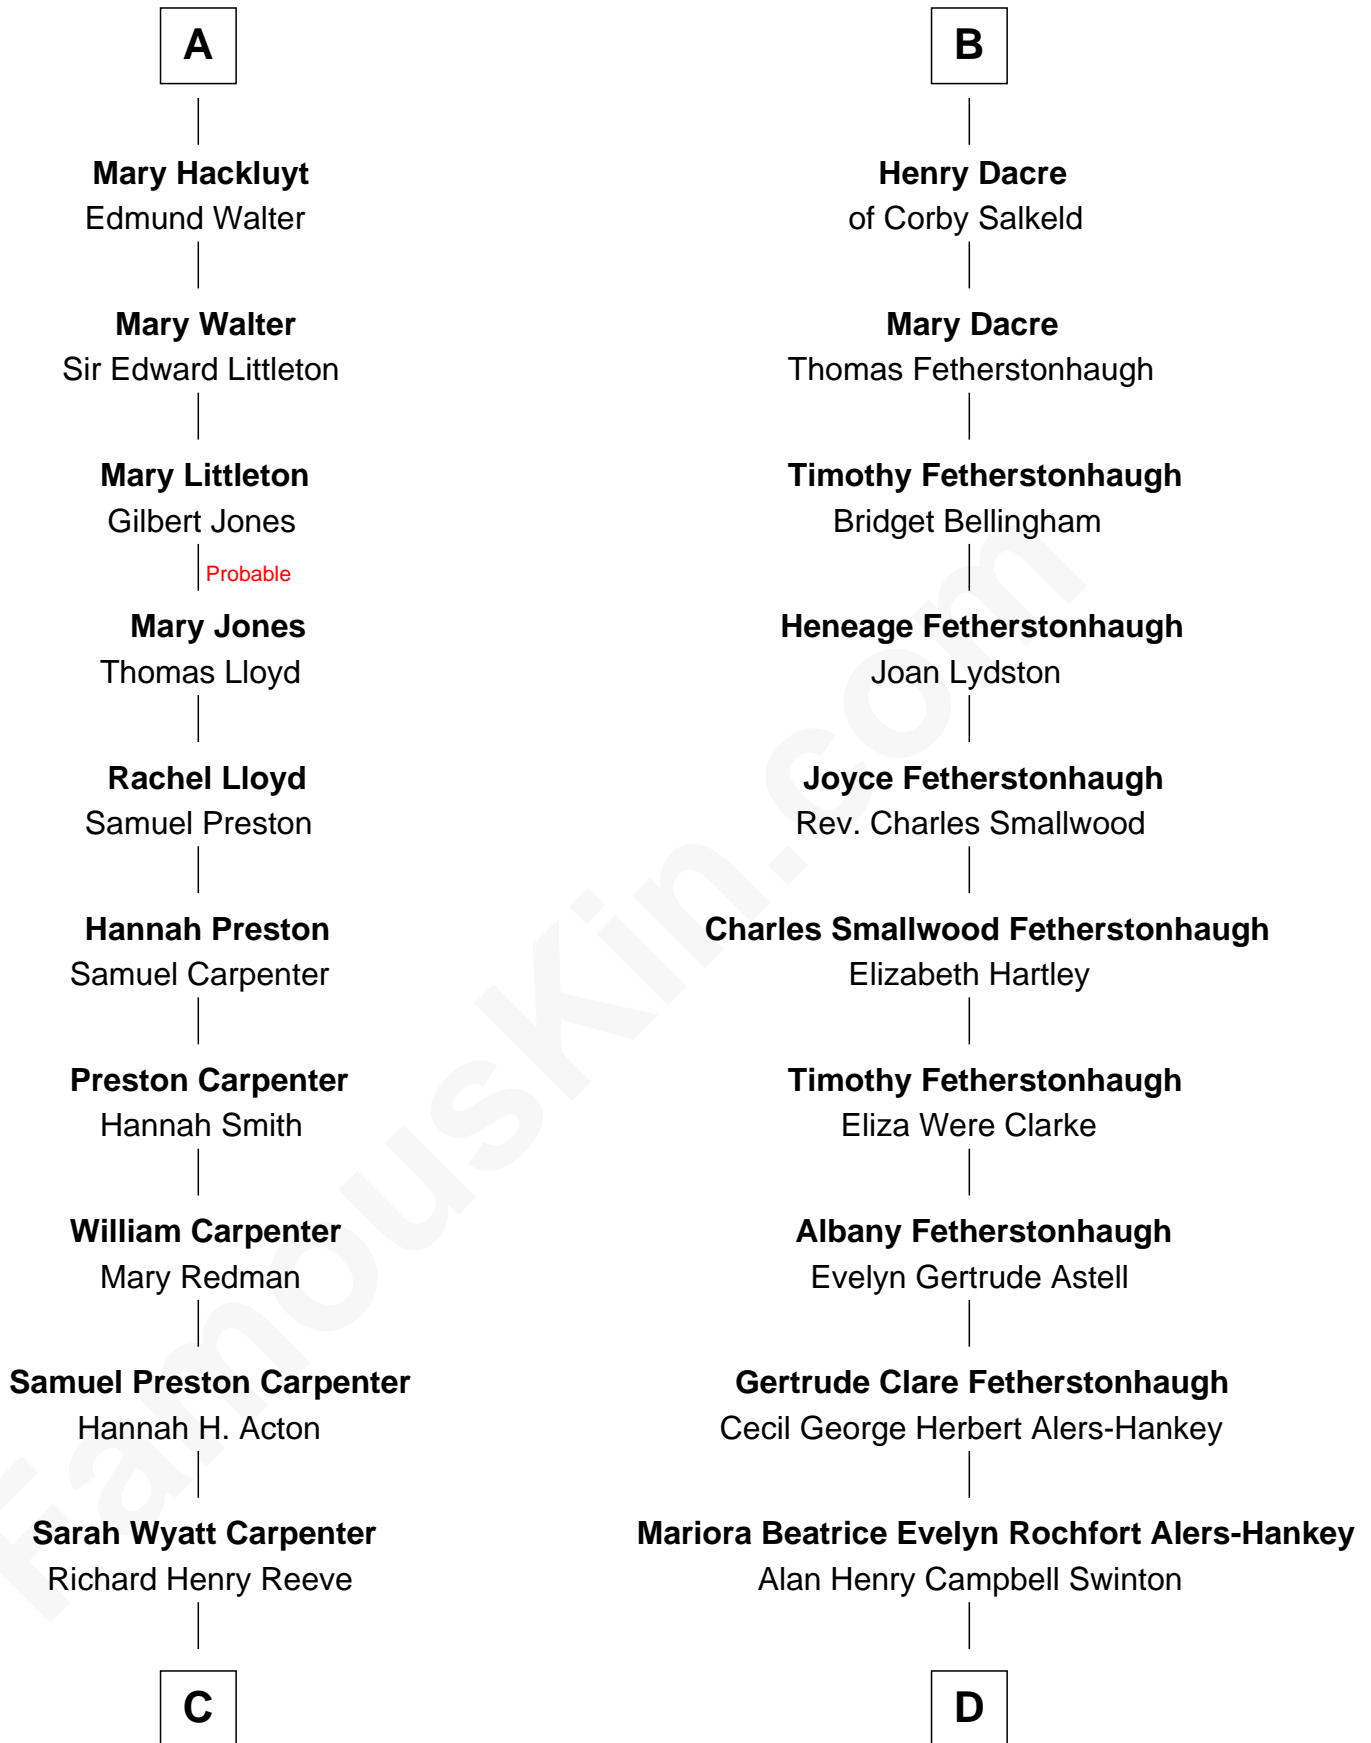 A
Mary Hackluyt
Edmund Walter
Mary Walter
Sir Edward Littleton
Mary Littleton
Gilbert Jones
Probable
Mary Jones
Thomas Lloyd
Rachel Lloyd
Samuel Preston
Hannah Preston
Samuel Carpenter
Preston Carpenter
Hannah Smith
William Carpenter
Mary Redman
Samuel Preston Carpenter
Hannah H. Acton
Sarah Wyatt Carpenter
Richard Henry Reeve
C
B
Henry Dacre
of Corby Salkeld
Mary Dacre
Thomas Fetherstonhaugh
Timothy Fetherstonhaugh
Bridget Bellingham
Heneage Fetherstonhaugh
Joan Lydston
Joyce Fetherstonhaugh
Rev. Charles Smallwood
Charles Smallwood Fetherstonhaugh
Elizabeth Hartley
Timothy Fetherstonhaugh
Eliza Were Clarke
Albany Fetherstonhaugh
Evelyn Gertrude Astell
Gertrude Clare Fetherstonhaugh
Cecil George Herbert Alers-Hankey
Mariora Beatrice Evelyn Rochfort Alers-Hankey
Alan Henry Campbell Swinton
D
FamousKin.com